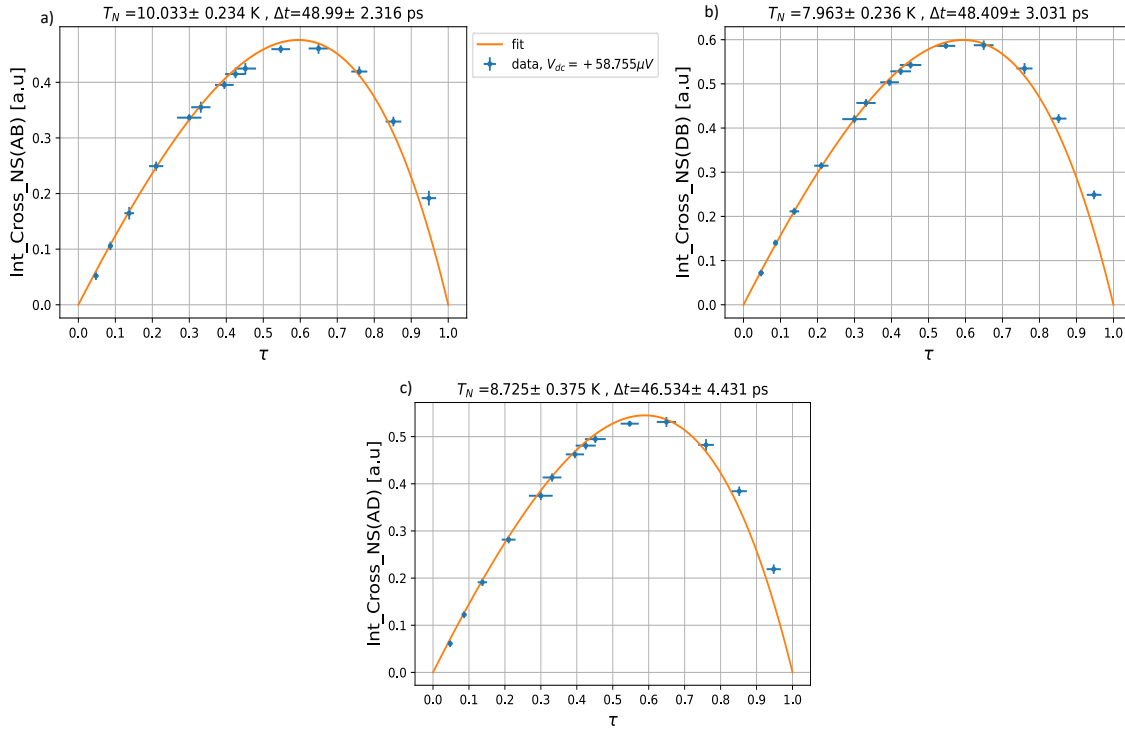 a)
T_N =10.033± 0.234 K , Δt=48.99± 2.316 ps
Int_Cross_NS(AB) [a.u]
0.4
0.3
0.2
0.1
0.0
0.0 0.1 0.2 0.3 0.4 0.5 0.6 0.7 0.8 0.9 1.0
τ
fit
data, V_dc = +58.755μV
b)
T_N =7.963± 0.236 K , Δt=48.409± 3.031 ps
Int_Cross_NS(DB) [a.u]
0.6
0.5
0.4
0.3
0.2
0.1
0.0
0.0 0.1 0.2 0.3 0.4 0.5 0.6 0.7 0.8 0.9 1.0
τ
c)
T_N =8.725± 0.375 K , Δt=46.534± 4.431 ps
Int_Cross_NS(AD) [a.u]
0.5
0.4
0.3
0.2
0.1
0.0
0.0 0.1 0.2 0.3 0.4 0.5 0.6 0.7 0.8 0.9 1.0
τ